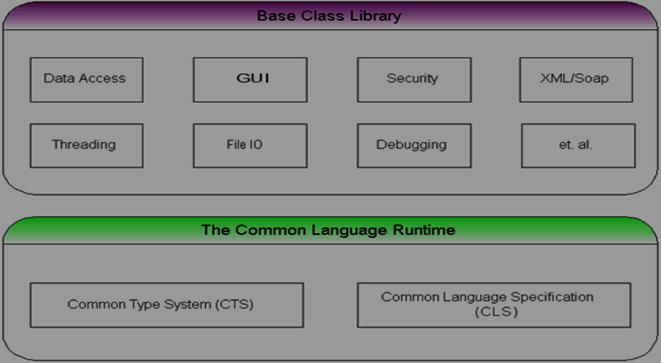 Base Class Library
Data Access
GUI
Security
XML/Soap
Threading
File IO
Debugging
et. al.
The Common Language Runtime
Common Type System (CTS)
Common Language Specification
(CLS)